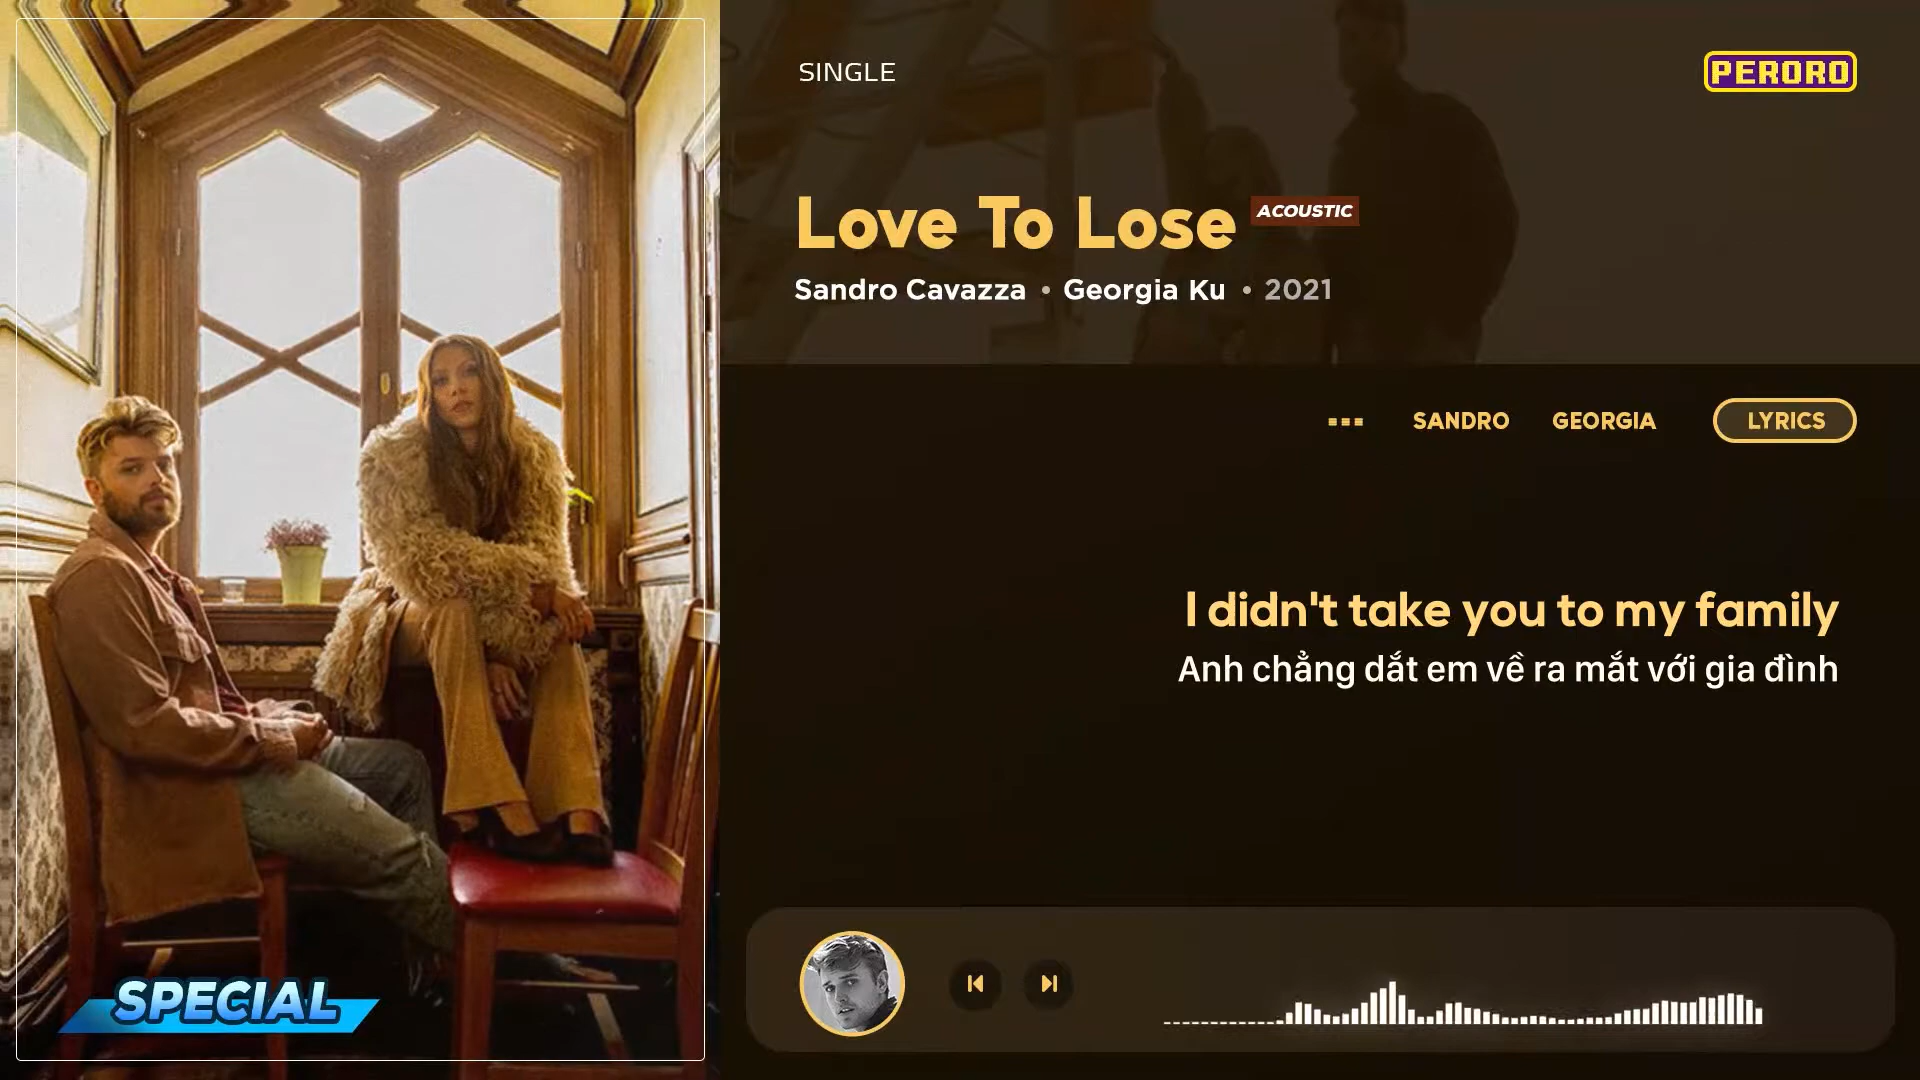 SINGLE
PERORO
Love To Lose ACOUSTIC
Sandro Cavazza • Georgia Ku • 2021
SANDRO GEORGIA LYRICS
I didn't take you to my family
Anh chẳng dắt em về ra mắt với gia đình
SPECIAL